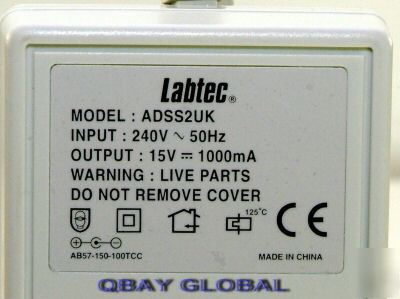 Labtec®
MODEL : ADSS2UK
INPUT : 240V ∿ 50Hz
OUTPUT : 15V ⎓ 1000mA
WARNING : LIVE PARTS
DO NOT REMOVE COVER
125°C
CE
AB57-150-100TCC
MADE IN CHINA
QBAY GLOBAL